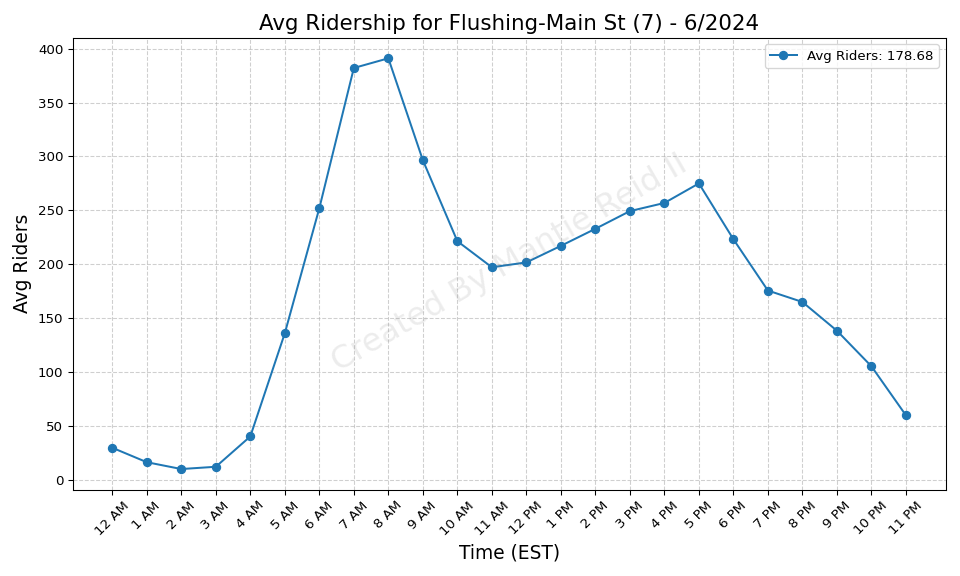 Avg Ridership for Flushing-Main St (7) - 6/2024
Avg Riders: 178.68
Avg Riders
400
350
300
250
200
150
100
50
0
Created By Mantle Reid II
12 AM
1 AM
2 AM
3 AM
4 AM
5 AM
6 AM
7 AM
8 AM
9 AM
10 AM
11 AM
12 PM
1 PM
2 PM
3 PM
4 PM
5 PM
6 PM
7 PM
8 PM
9 PM
10 PM
11 PM
Time (EST)